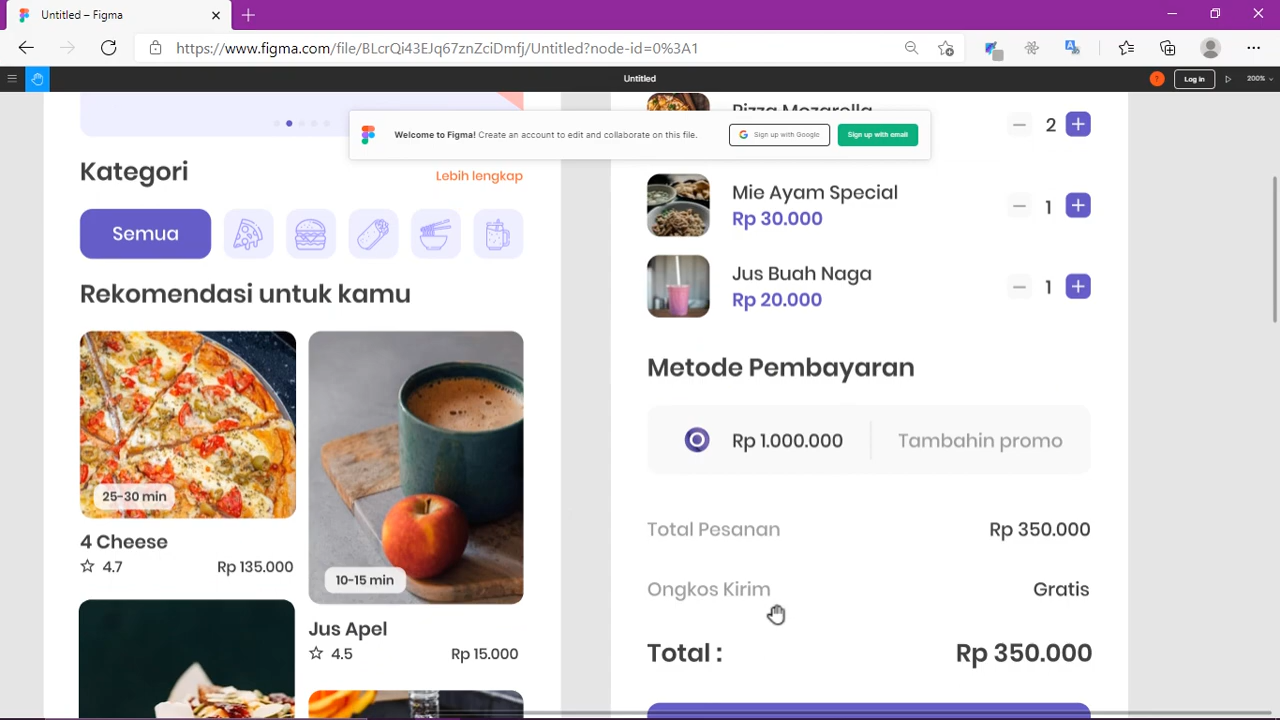 Untitled – Figma
https://www.figma.com/file/BLcrQi43EJq67znZciDmfj/Untitled?node-id=0%3A1
Untitled
Log in
200%
Welcome to Figma! Create an account to edit and collaborate on this file.
Sign up with Google
Sign up with email
Kategori
Lebih lengkap
Semua
Rekomendasi untuk kamu
25-30 min
4 Cheese
4.7
Rp 135.000
10-15 min
Jus Apel
4.5
Rp 15.000
Pizza Mozarella
2
Mie Ayam Special
Rp 30.000
1
Jus Buah Naga
Rp 20.000
1
Metode Pembayaran
Rp 1.000.000
Tambahin promo
Total Pesanan
Rp 350.000
Ongkos Kirim
Gratis
Total :
Rp 350.000